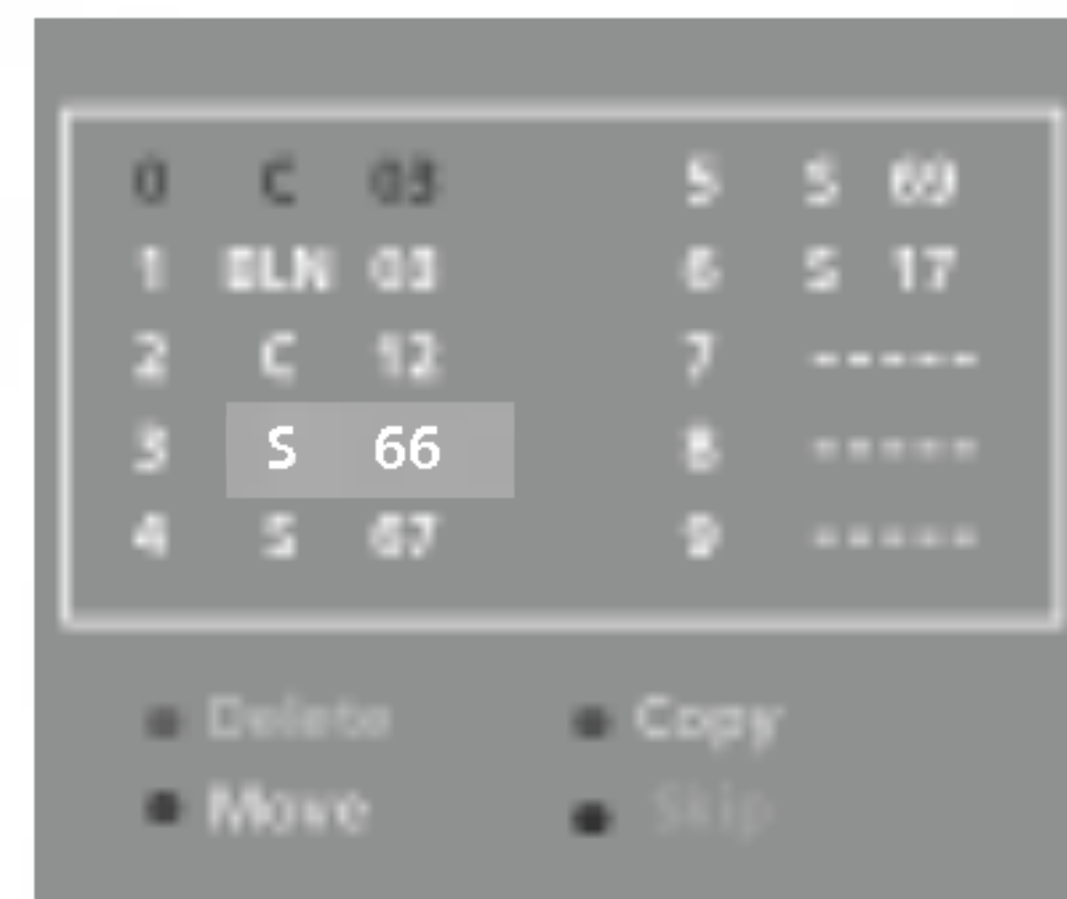 0 C 03 5 S 69
1 BLN 03 6 S 17
2 C 12 7 -----
3 S 66 8 -----
4 S 67 9 -----
Delete Copy
Move Skip